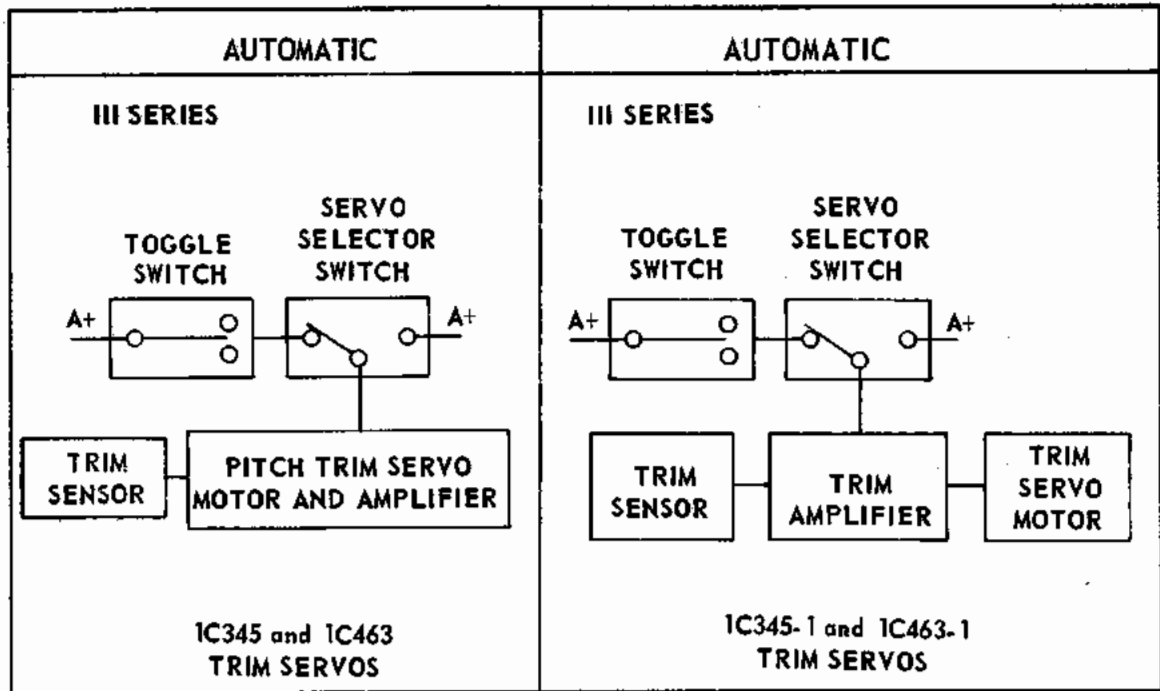 AUTOMATIC
III SERIES
TOGGLE
SWITCH
SERVO
SELECTOR
SWITCH
A+
A+
TRIM
SENSOR
PITCH TRIM SERVO
MOTOR AND AMPLIFIER
1C345 and 1C463
TRIM SERVOS
AUTOMATIC
III SERIES
TOGGLE
SWITCH
SERVO
SELECTOR
SWITCH
A+
A+
TRIM
SENSOR
TRIM
AMPLIFIER
TRIM
SERVO
MOTOR
1C345-1 and 1C463-1
TRIM SERVOS